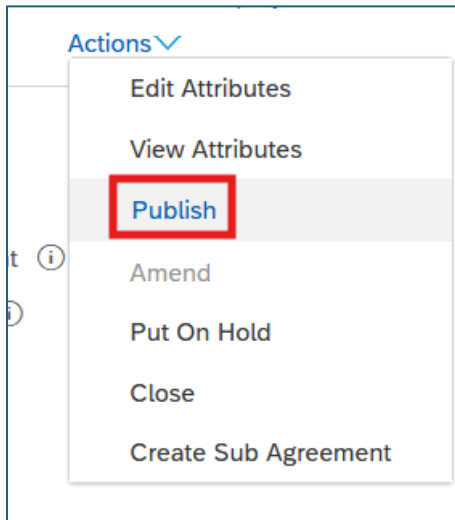 Actions
Edit Attributes
View Attributes
Publish
t
Amend
Put On Hold
Close
Create Sub Agreement